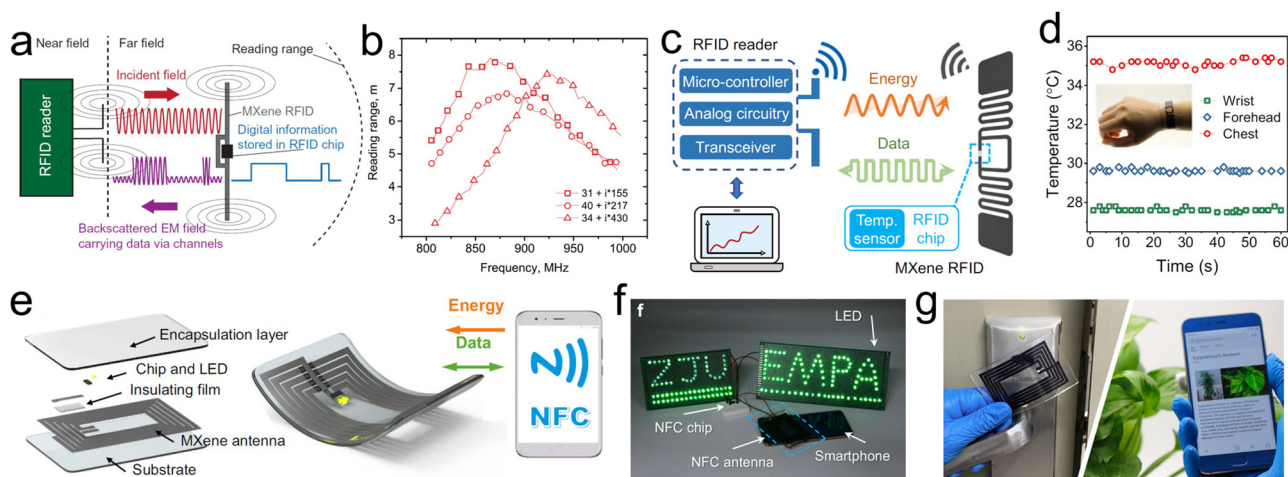 a
Near field
Far field
Reading range
RFID reader
Incident field
MXene RFID
Digital information
stored in RFID chip
Backscattered EM field
carrying data via channels
b
Reading range, m
8
7
6
5
4
3
31 + i*155
40 + i*217
34 + i*430
800
850
900
950
1000
Frequency, MHz
c
RFID reader
Micro-controller
Analog circuitry
Transceiver
Energy
Data
Temp.
sensor
RFID
chip
MXene RFID
d
Temperature (°C)
36
34
32
30
28
Wrist
Forehead
Chest
0
10
20
30
40
50
60
Time (s)
e
Encapsulation layer
Chip and LED
Insulating film
MXene antenna
Substrate
Energy
Data
N
NFC
f
f
LED
ZJU
EMPA
NFC chip
NFC antenna
Smartphone
g